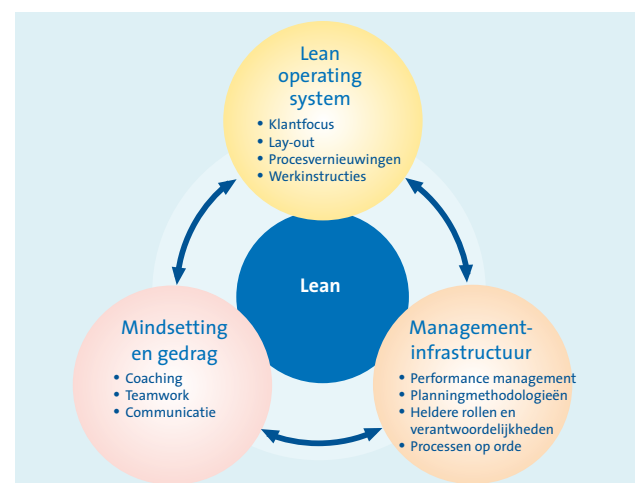 Lean
operating
system
• Klantfocus
• Lay-out
• Procesvernieuwingen
• Werkinstructies
Lean
Mindsetting
en gedrag
• Coaching
• Teamwork
• Communicatie
Management-
infrastructuur
• Performance management
• Planningmethodologieën
• Heldere rollen en
verantwoordelijkheden
• Processen op orde